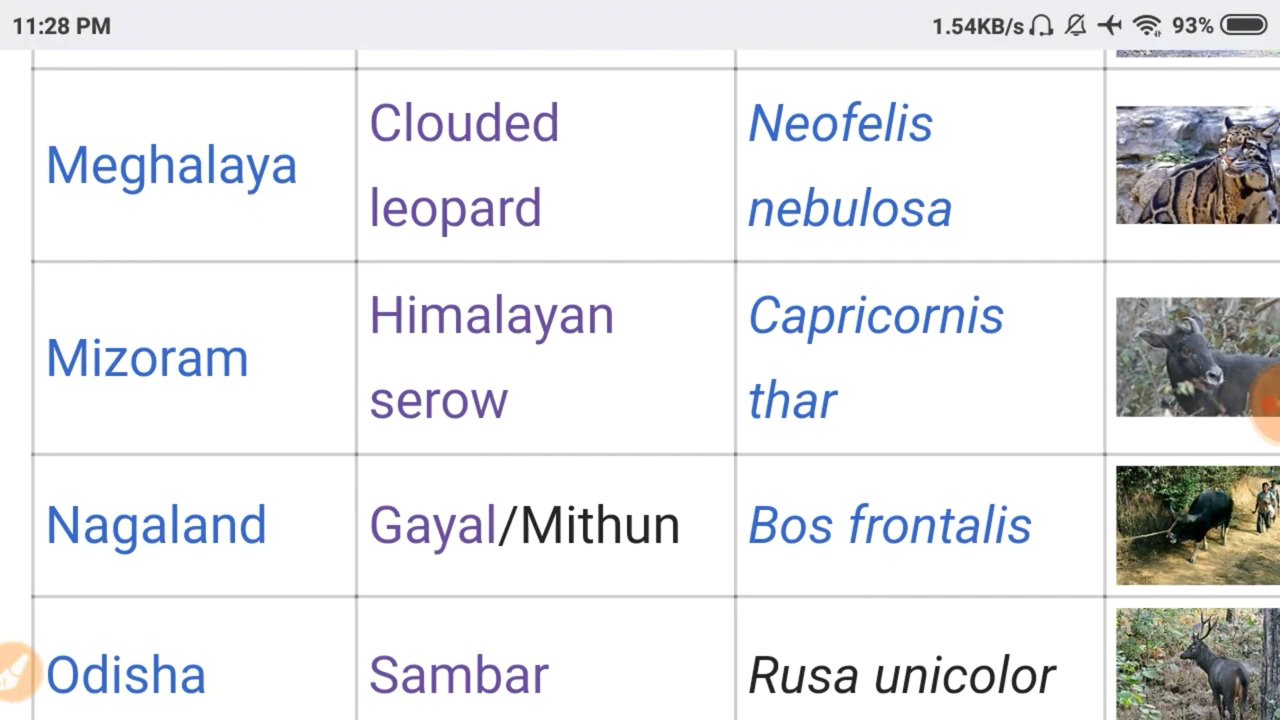 11:28 PM 1.54KB/s 93%
Meghalaya
Clouded
leopard
Neofelis
nebulosa
Mizoram
Himalayan
serow
Capricornis
thar
Nagaland
Gayal/Mithun
Bos frontalis
Odisha
Sambar
Rusa unicolor